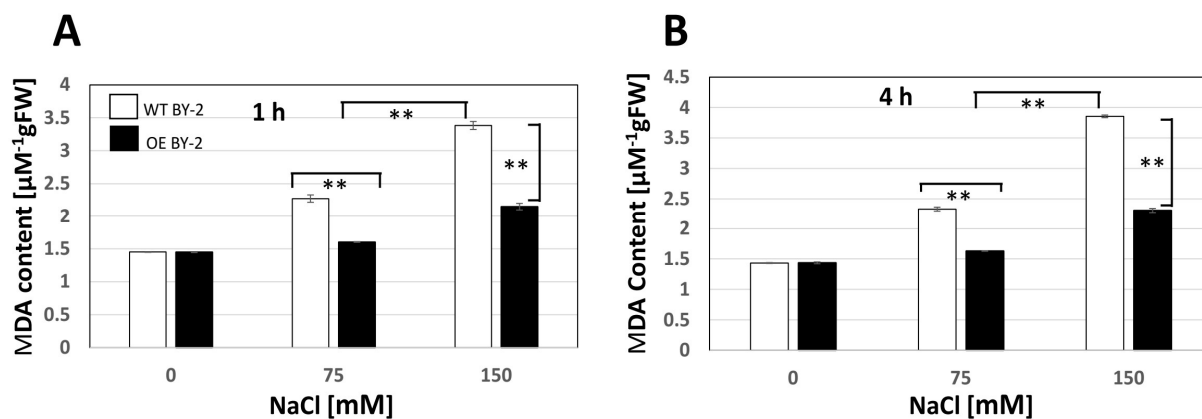 A
MDA content [µM⁻¹gFW]
4
3.5
3
2.5
2
1.5
1
0.5
0
WT BY-2
OE BY-2
1 h
**
**
**
0 75 150
NaCl [mM]
B
MDA Content [µM⁻¹gFW]
4.5
4
3.5
3
2.5
2
1.5
1
0.5
0
4 h
**
**
**
0 75 150
NaCl [mM]